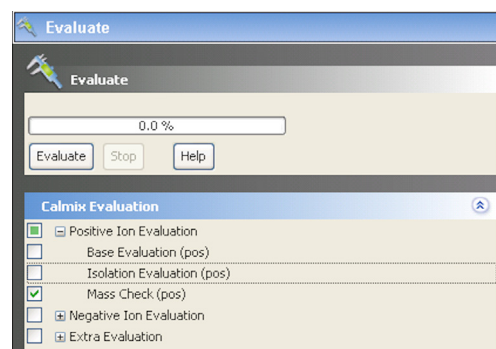 Evaluate
Evaluate
0.0 %
Evaluate Stop Help
Calmix Evaluation
Positive Ion Evaluation
Base Evaluation (pos)
Isolation Evaluation (pos)
Mass Check (pos)
Negative Ion Evaluation
Extra Evaluation